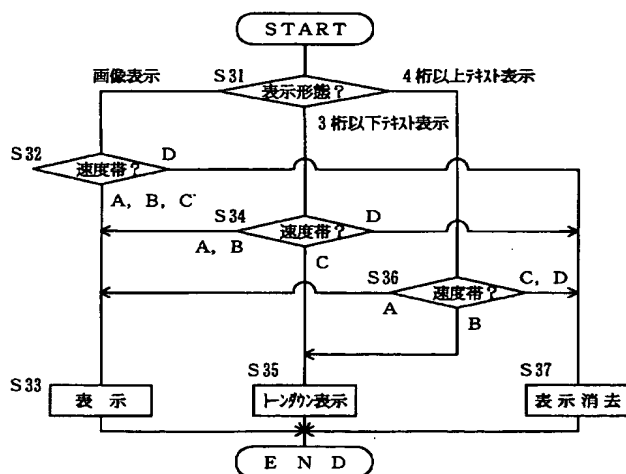 ＳＴＡＲＴ
画像表示
Ｓ31
4桁以上テキスト表示
表示形態？
3桁以下テキスト表示
Ｓ32
Ｄ
速度帯？
Ａ，Ｂ，Ｃ
Ｓ34
Ｄ
速度帯？
Ａ，Ｂ
Ｃ
Ｓ36
Ｃ，Ｄ
速度帯？
Ａ
Ｂ
Ｓ33
Ｓ35
Ｓ37
表示
トーンダウン表示
表示消去
ＥＮＤ